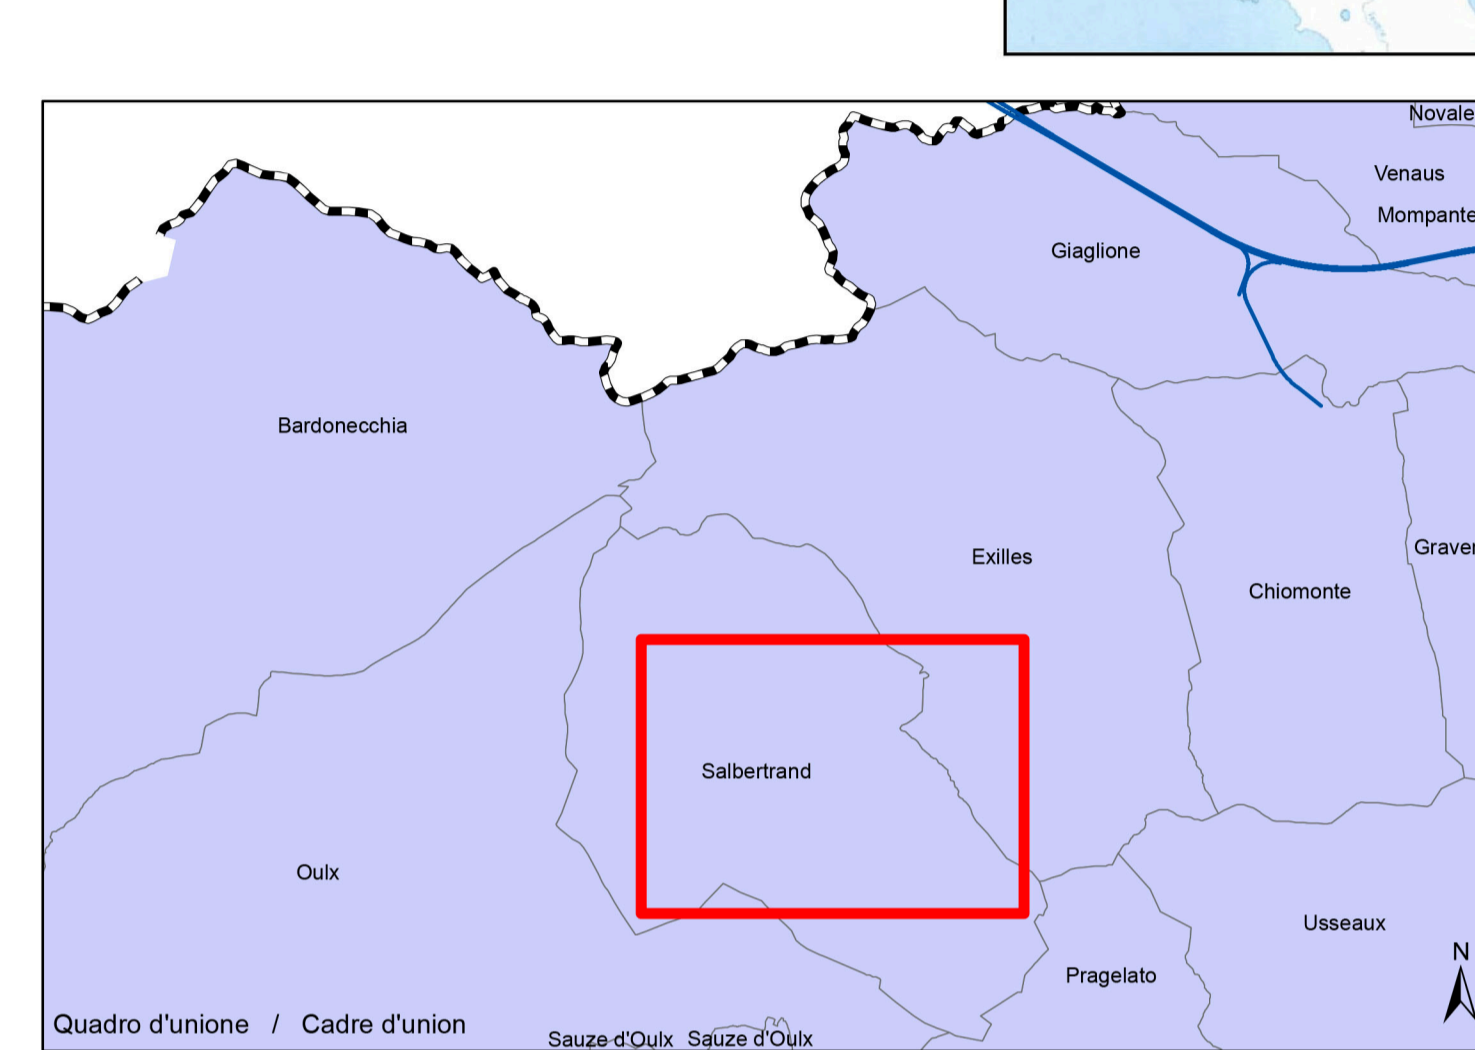 Novale
Venaus
Mompante
Giaglione
Bardonecchia
Exilles
Graver
Chiomonte
Salbertrand
Oulx
Usseaux
N
Pragelato
Quadro d'unione / Cadre d'union
Sauze d'Oulx Sauze d'Oulx